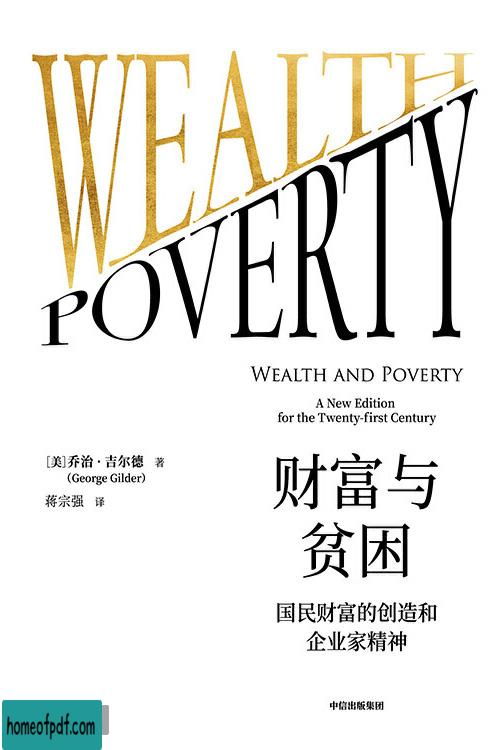 WEALTH
POVERTY
WEALTH AND POVERTY
A New Edition
for the Twenty-first Century
[美]乔治·吉尔德 著
(George Gilder)
蒋宗强 译
财富与
贫困
国民财富的创造和
企业家精神
中信出版集团
homeofpdf.com